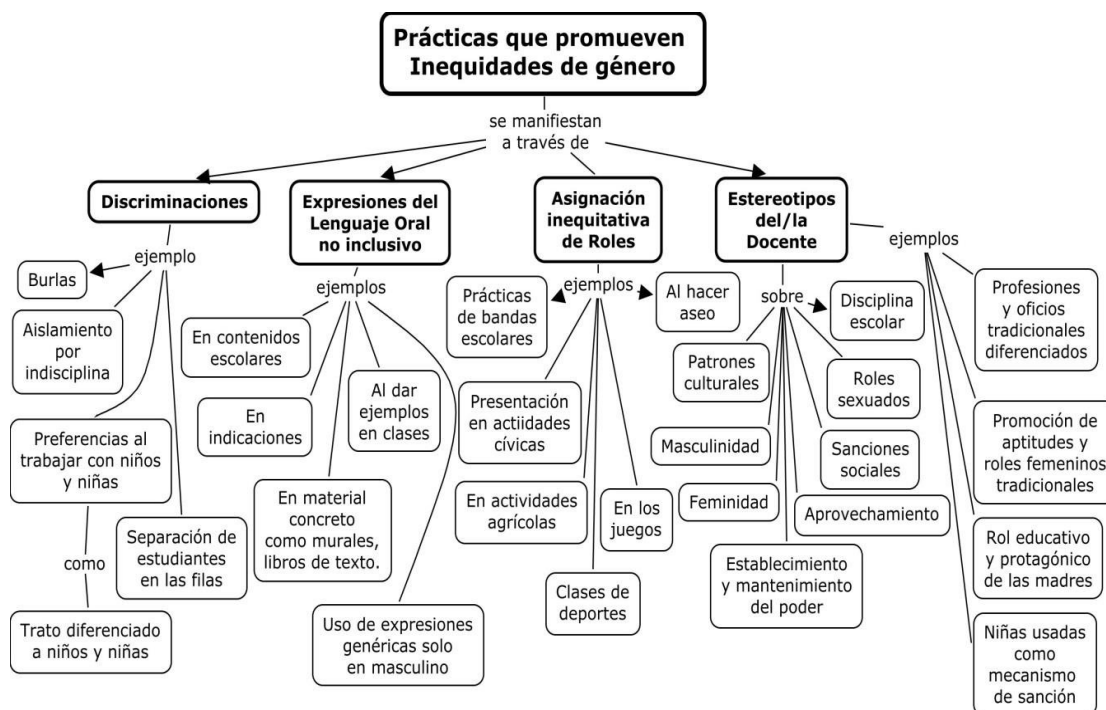 Prácticas que promueven
Inequidades de género
se manifiestan
a través de
Discriminaciones
Expresiones del
Lenguaje Oral
no inclusivo
Asignación
inequitativa
de Roles
Estereotipos
del/la
Docente
ejemplo
Burlas
Aislamiento
por
indisciplina
Preferencias al
trabajar con niños
y niñas
como
Trato diferenciado
a niños y niñas
Separación de
estudiantes
en las filas
ejemplos
En contenidos
escolares
En
indicaciones
Al dar
ejemplos
en clases
En material
concreto
como murales,
libros de texto.
Uso de expresiones
genéricas solo
en masculino
ejemplos
Prácticas
de bandas
escolares
Al hacer
aseo
Presentación
en actiidades
cívicas
En actividades
agrícolas
En los
juegos
Clases de
deportes
sobre
Disciplina
escolar
Patrones
culturales
Roles
sexuados
Masculinidad
Sanciones
sociales
Feminidad
Aprovechamiento
Establecimiento
y mantenimiento
del poder
ejemplos
Profesiones
y oficios
tradicionales
diferenciados
Promoción de
aptitudes y
roles femeninos
tradicionales
Rol educativo
y protagónico
de las madres
Niñas usadas
como
mecanismo
de sanción